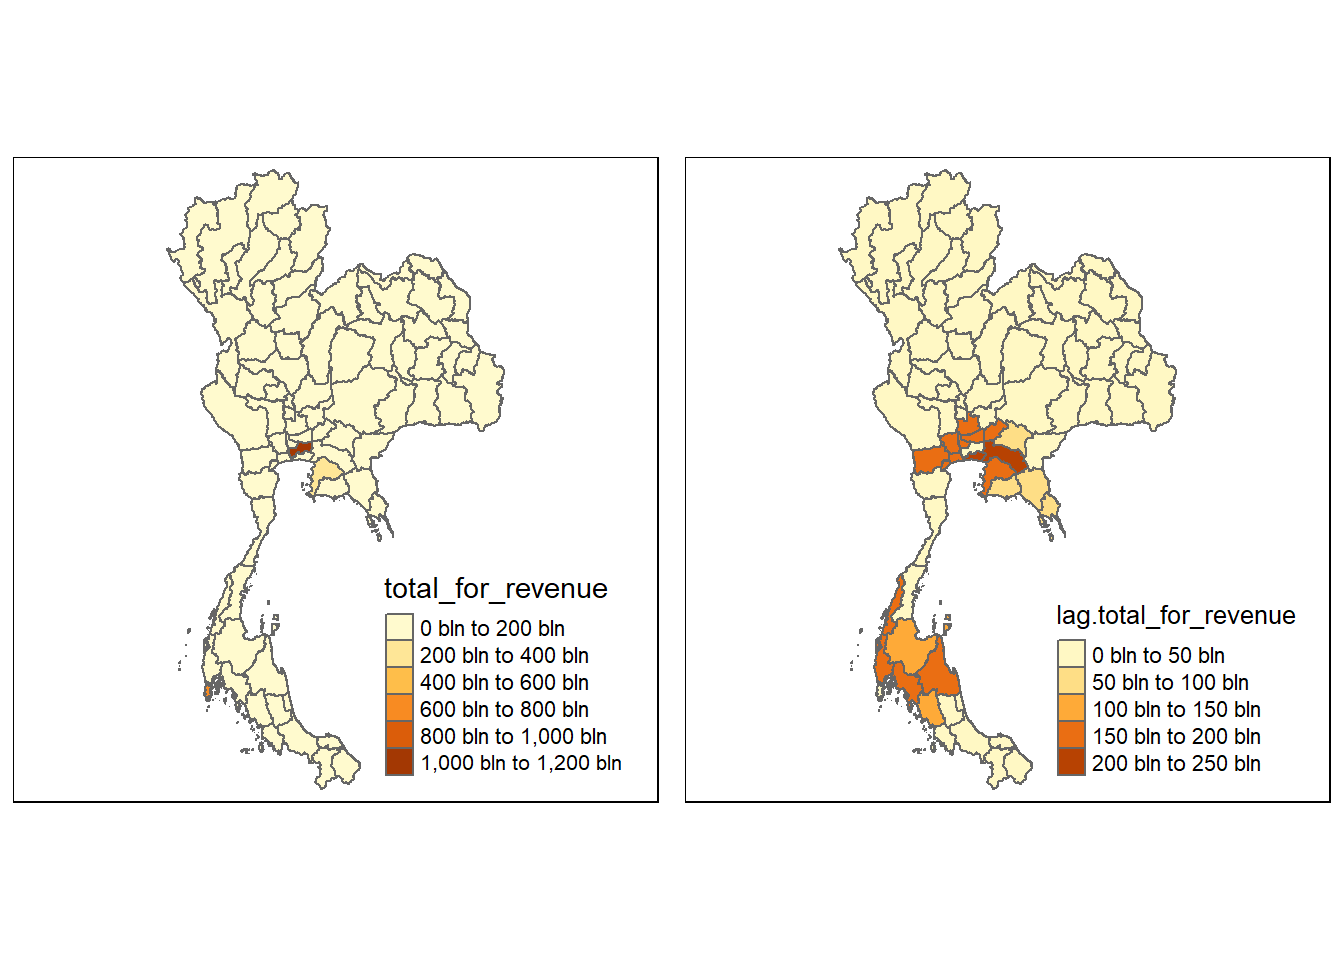 total_for_revenue
0 bln to 200 bln
200 bln to 400 bln
400 bln to 600 bln
600 bln to 800 bln
800 bln to 1,000 bln
1,000 bln to 1,200 bln
lag.total_for_revenue
0 bln to 50 bln
50 bln to 100 bln
100 bln to 150 bln
150 bln to 200 bln
200 bln to 250 bln